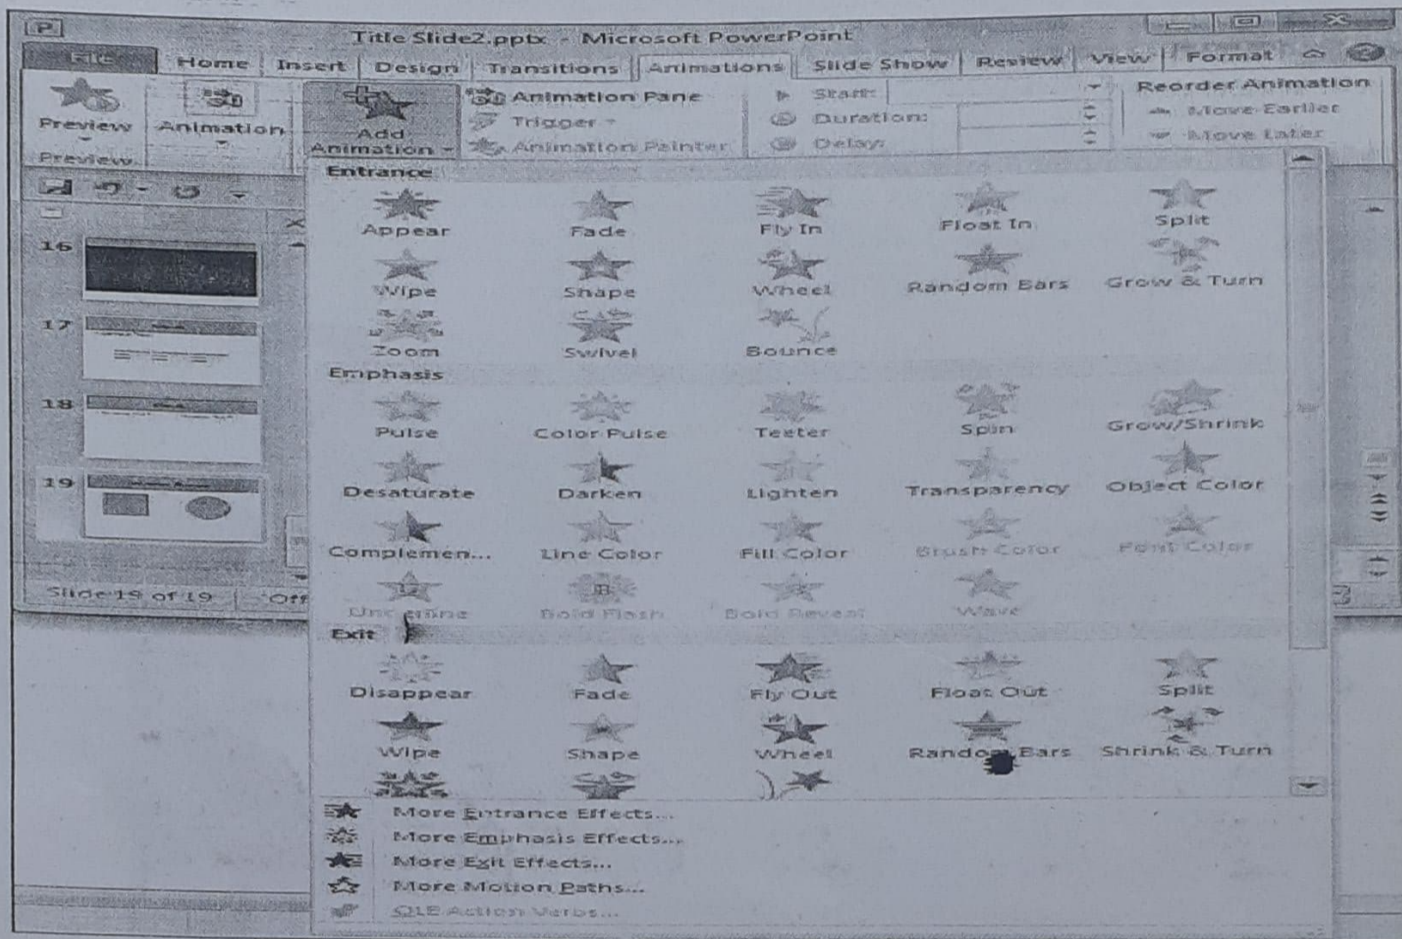 Title Slide2.pptx - Microsoft PowerPoint
File Home Insert Design Transitions Animations Slide Show Review View Format
Preview
Preview
Animation
Add
Animation
Animation Pane
Trigger
Animation Painter
Start:
Duration:
Delay:
Reorder Animation
Move Earlier
Move Later
Entrance
Appear Fade Fly In Float In Split
Wipe Shape Wheel Random Bars Grow & Turn
Zoom Swivel Bounce
Emphasis
Pulse Color Pulse Teeter Spin Grow/Shrink
Desaturate Darken Lighten Transparency Object Color
Complemen... Line Color Fill Color Brush Color Font Color
Underline Bold Flash Bold Reveal Wave
Exit
Disappear Fade Fly Out Float Out Split
Wipe Shape Wheel Random Bars Shrink & Turn
More Entrance Effects...
More Emphasis Effects...
More Exit Effects...
More Motion Paths...
OLE Action Verbs...
16
17
18
19
Slide 19 of 19 "Off